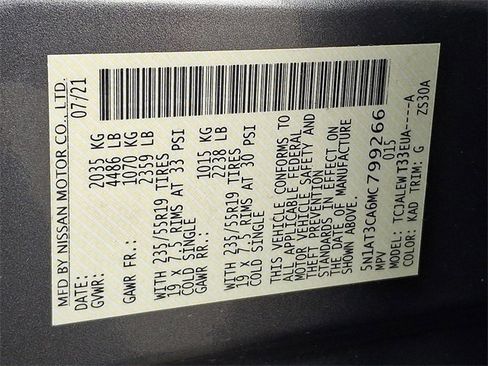 MFD BY NISSAN MOTOR CO., LTD.
DATE: 07/21
GVWR: 2035 KG
4486 LB
GAWR FR.: 1070 KG
2359 LB
WITH 235/55R19 TIRES
19 X 7.5 RIMS AT 33 PSI
COLD SINGLE
GAWR RR.: 1015 KG
2238 LB
WITH 235/55R19 TIRES
19 X 7.5 RIMS AT 30 PSI
COLD SINGLE
THIS VEHICLE CONFORMS TO
ALL APPLICABLE FEDERAL
MOTOR VEHICLE SAFETY AND
THEFT PREVENTION
STANDARDS IN EFFECT ON
THE DATE OF MANUFACTURE
SHOWN ABOVE.
5N1AT3CA6MC799266
MPV 015
MODEL: TCJALEWT33EUA----A
COLOR: KAD TRIM: G ZS30A